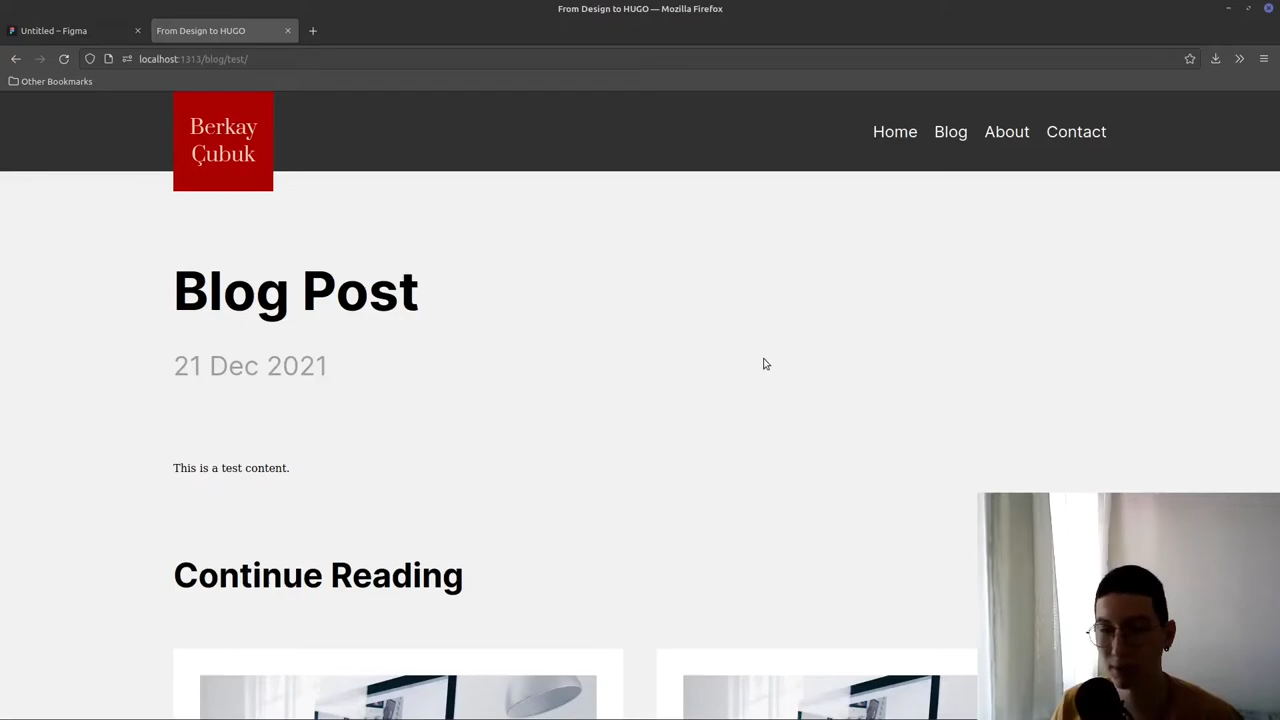 From Design to HUGO — Mozilla Firefox
Untitled – Figma
From Design to HUGO
localhost:1313/blog/test/
Other Bookmarks
Berkay
Çubuk
Home Blog About Contact
Blog Post
21 Dec 2021
This is a test content.
Continue Reading